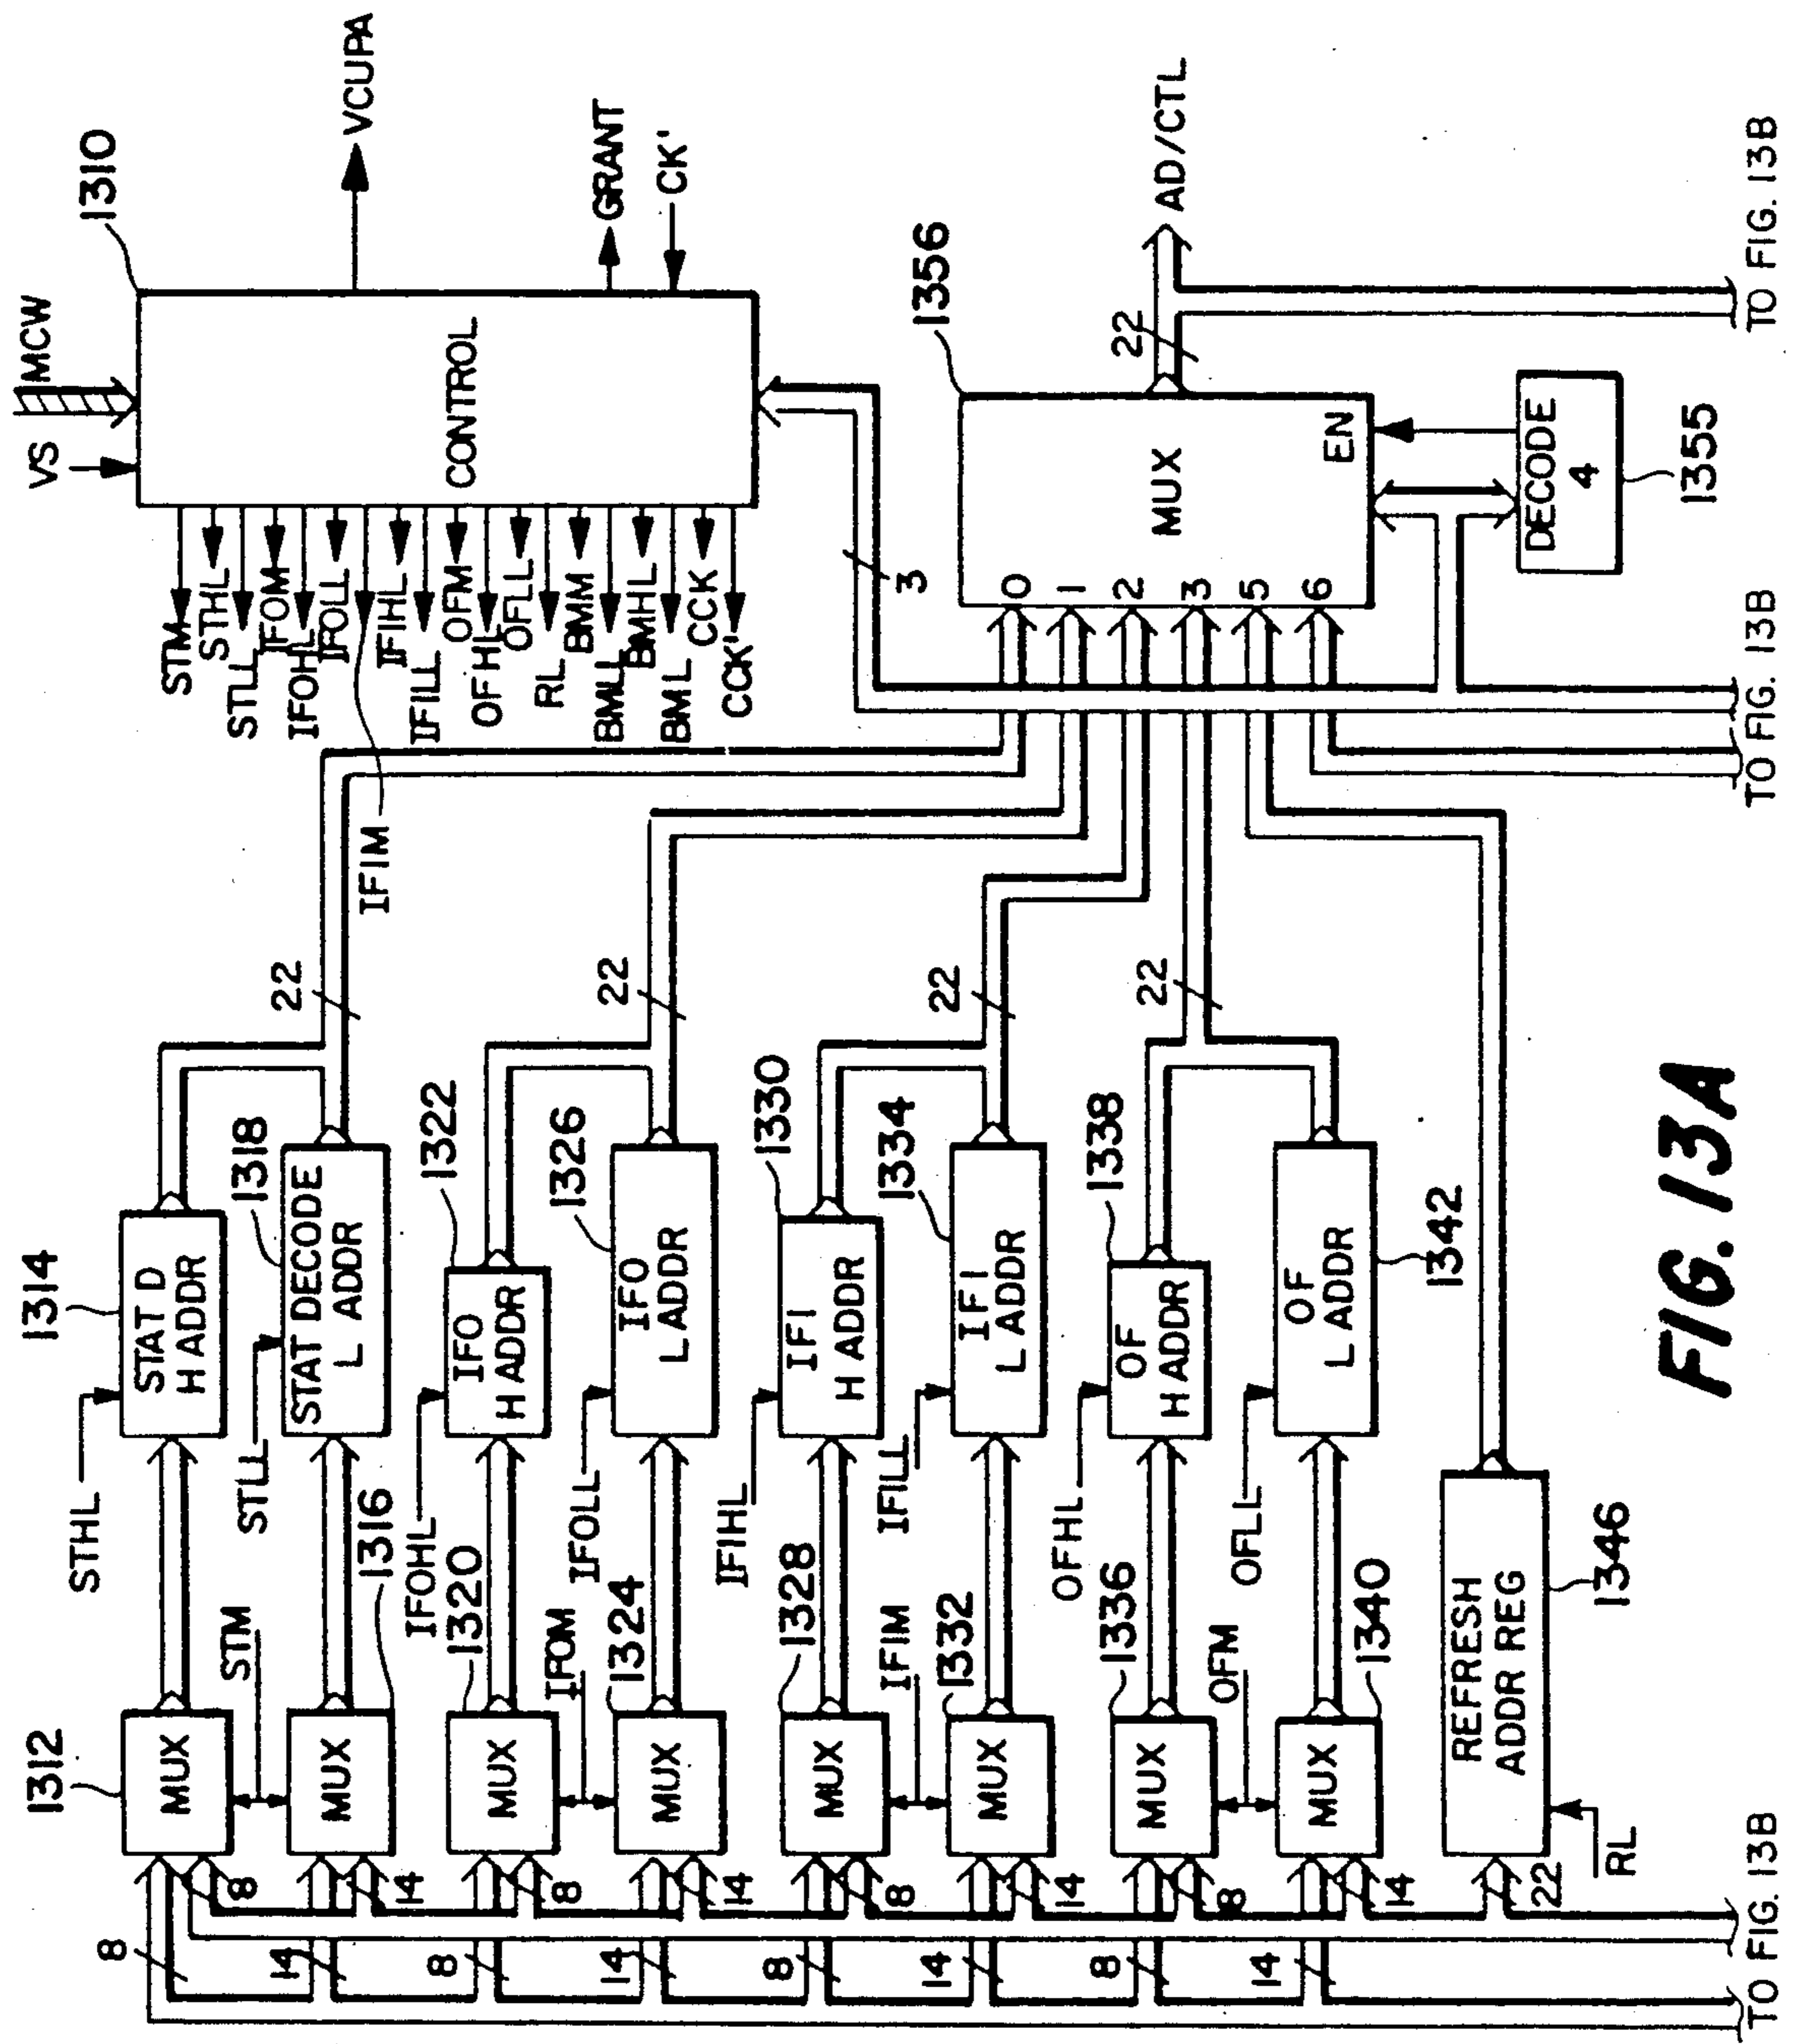 MCW
VS
1310
VCUPA
GRANT
CK'
CONTROL
STM
STHL
STLL
IFOM
IFOHL
IFOLL
IFIM
IFIHL
IFILL
OFM
OFHL
OFLL
RL
BMM
BMLL
BMHL
BML
CCK
CCK'
3
1356
MUX
0
1
2
3
5
6
EN
22
AD/CTL
DECODE
4
1355
TO FIG. 13B
TO FIG. 13B
1314
STAT D
H ADDR
STHL
1318
STAT DECODE
L ADDR
STLL
22
1322
IFO
H ADDR
IFOHL
1326
IFO
L ADDR
IFOLL
22
1330
IFI
H ADDR
IFIHL
1334
IFI
L ADDR
IFILL
22
1338
OF
H ADDR
OFHL
1342
OF
L ADDR
OFLL
22
1312
MUX
STM
1316
MUX
1320
MUX
IFOM
1324
MUX
1328
MUX
IFIM
1332
MUX
1336
MUX
OFM
1340
MUX
REFRESH
ADDR REG
1346
RL
22
8
14
8
14
8
14
8
14
8
14
8
14
8
14
8
14
TO FIG. 13B
TO FIG. 13B
FIG. 13A